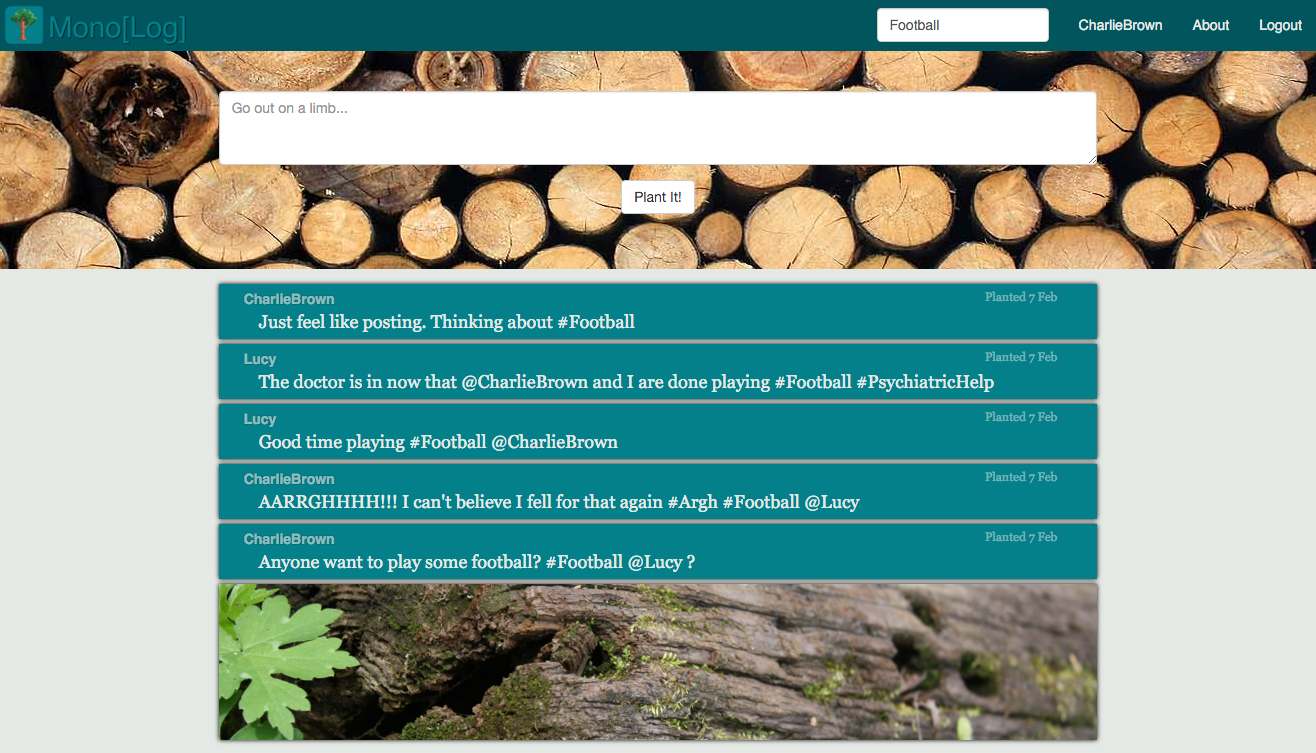 Mono[Log]
Football
CharlieBrown
About
Logout
Go out on a limb...
Plant It!
CharlieBrown
Planted 7 Feb
Just feel like posting. Thinking about #Football
Lucy
Planted 7 Feb
The doctor is in now that @CharlieBrown and I are done playing #Football #PsychiatricHelp
Lucy
Planted 7 Feb
Good time playing #Football @CharlieBrown
CharlieBrown
Planted 7 Feb
AARRGHHHH!!! I can't believe I fell for that again #Argh #Football @Lucy
CharlieBrown
Planted 7 Feb
Anyone want to play some football? #Football @Lucy ?